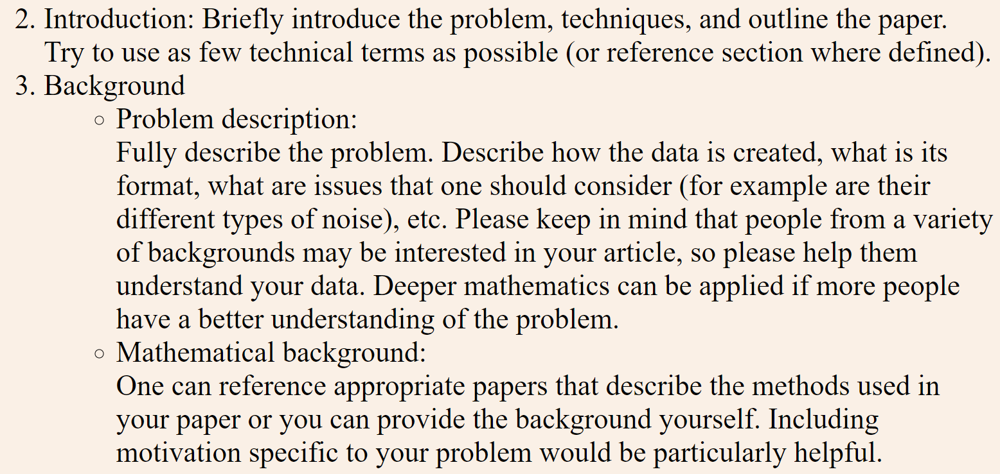 2. Introduction: Briefly introduce the problem, techniques, and outline the paper.
Try to use as few technical terms as possible (or reference section where defined).
3. Background
◦ Problem description:
Fully describe the problem. Describe how the data is created, what is its
format, what are issues that one should consider (for example are their
different types of noise), etc. Please keep in mind that people from a variety
of backgrounds may be interested in your article, so please help them
understand your data. Deeper mathematics can be applied if more people
have a better understanding of the problem.
◦ Mathematical background:
One can reference appropriate papers that describe the methods used in
your paper or you can provide the background yourself. Including
motivation specific to your problem would be particularly helpful.